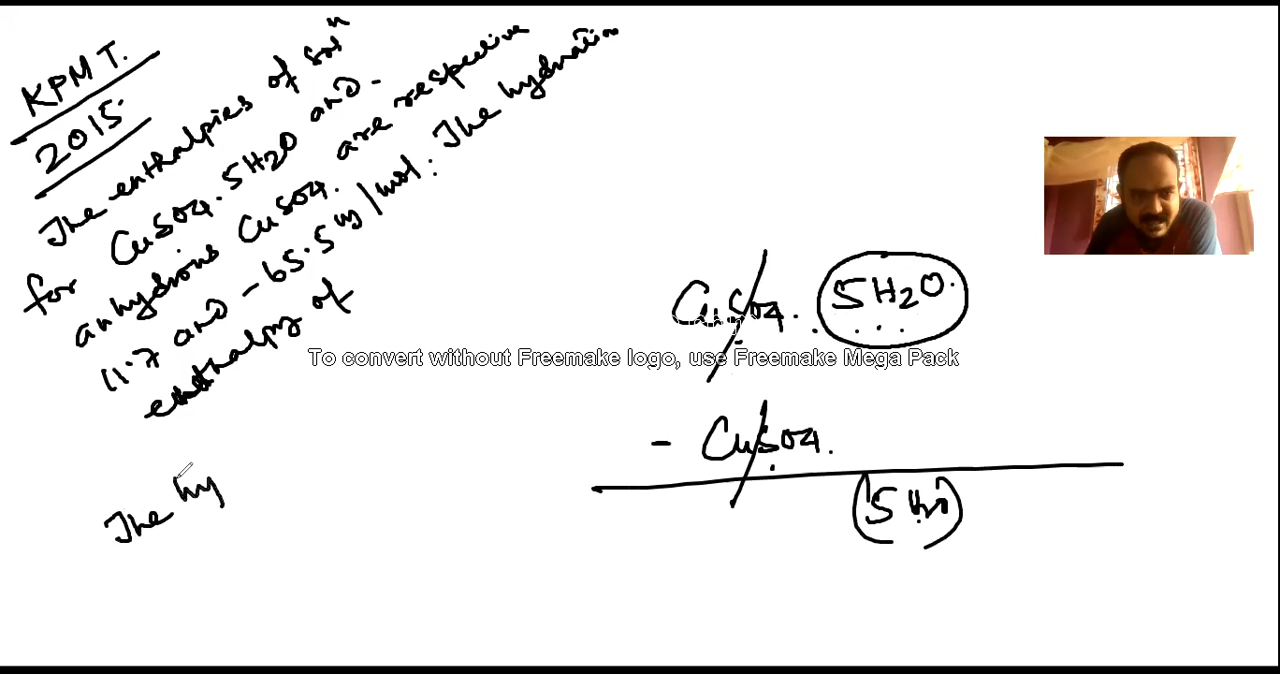 KPMT.
2015.
The enthalpies of solⁿ
for CuSO4.5H2O and -
anhydrous CuSO4. are respective
11.7 and -65.5 kJ/mol. The hydration
enthalpy of
The hy
CuSO4. 5H2O.
To convert without Freemake logo, use Freemake Mega Pack
- CuSO4.
(5H2O)